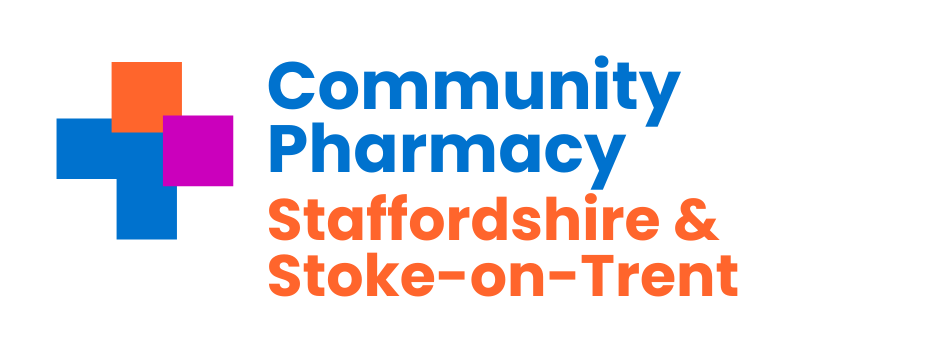 Community
Pharmacy
Staffordshire &
Stoke-on-Trent